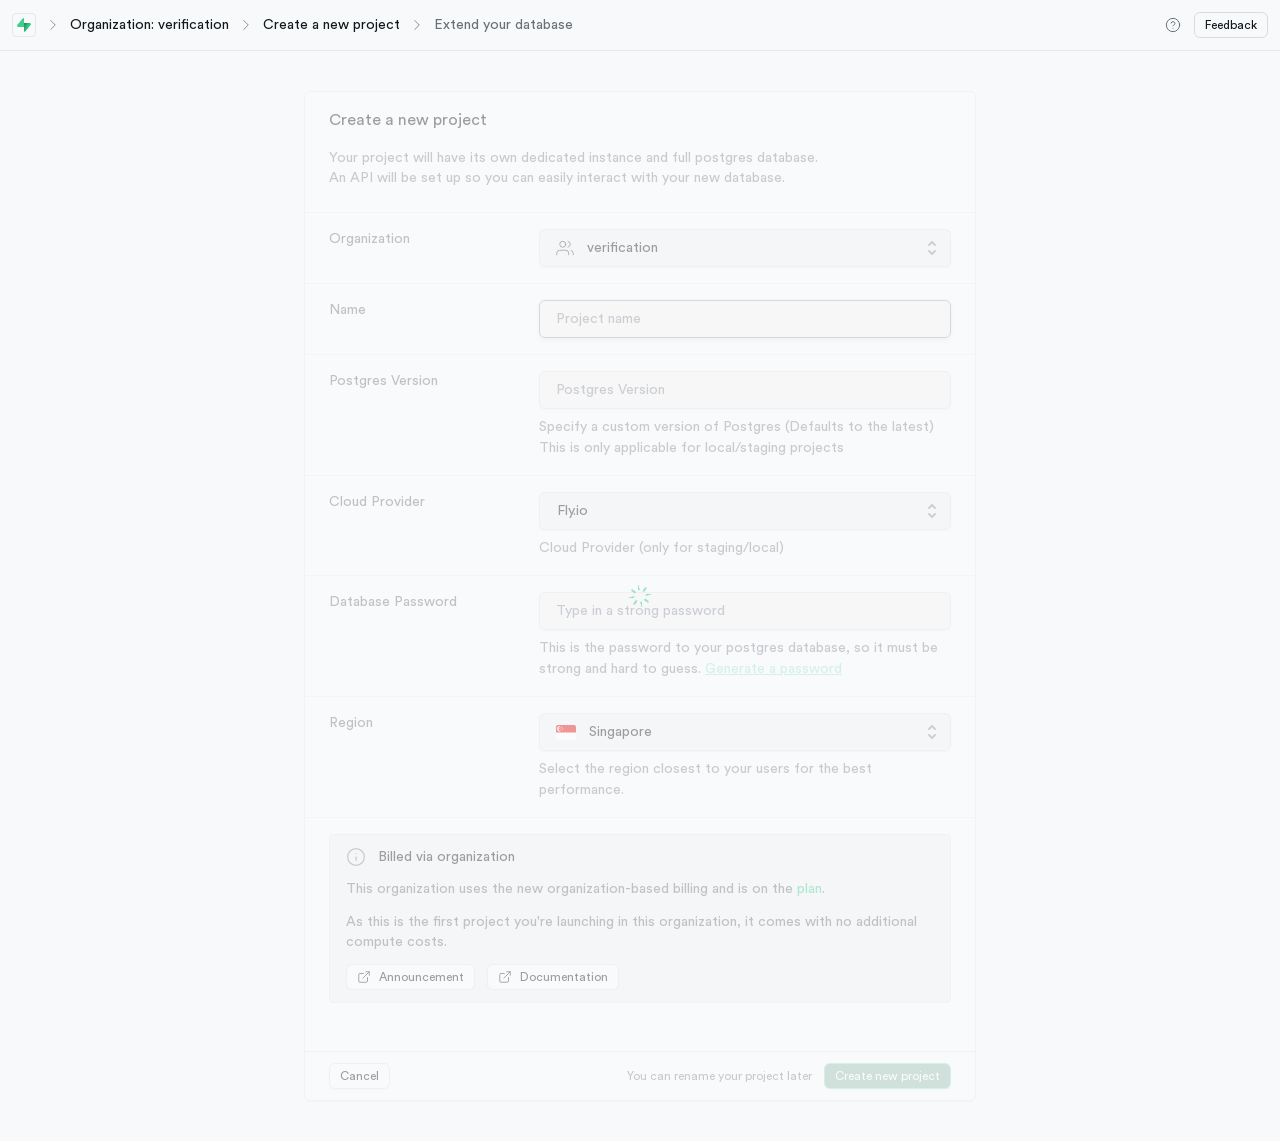 Organization: verification
Create a new project
Extend your database
Feedback
Create a new project
Your project will have its own dedicated instance and full postgres database.
An API will be set up so you can easily interact with your new database.
Organization
verification
Name
Project name
Postgres Version
Postgres Version
Specify a custom version of Postgres (Defaults to the latest)
This is only applicable for local/staging projects
Cloud Provider
Fly.io
Cloud Provider (only for staging/local)
Database Password
Type in a strong password
This is the password to your postgres database, so it must be
strong and hard to guess. Generate a password
Region
Singapore
Select the region closest to your users for the best
performance.
Billed via organization
This organization uses the new organization-based billing and is on the plan.
As this is the first project you're launching in this organization, it comes with no additional
compute costs.
Announcement
Documentation
Cancel
You can rename your project later
Create new project